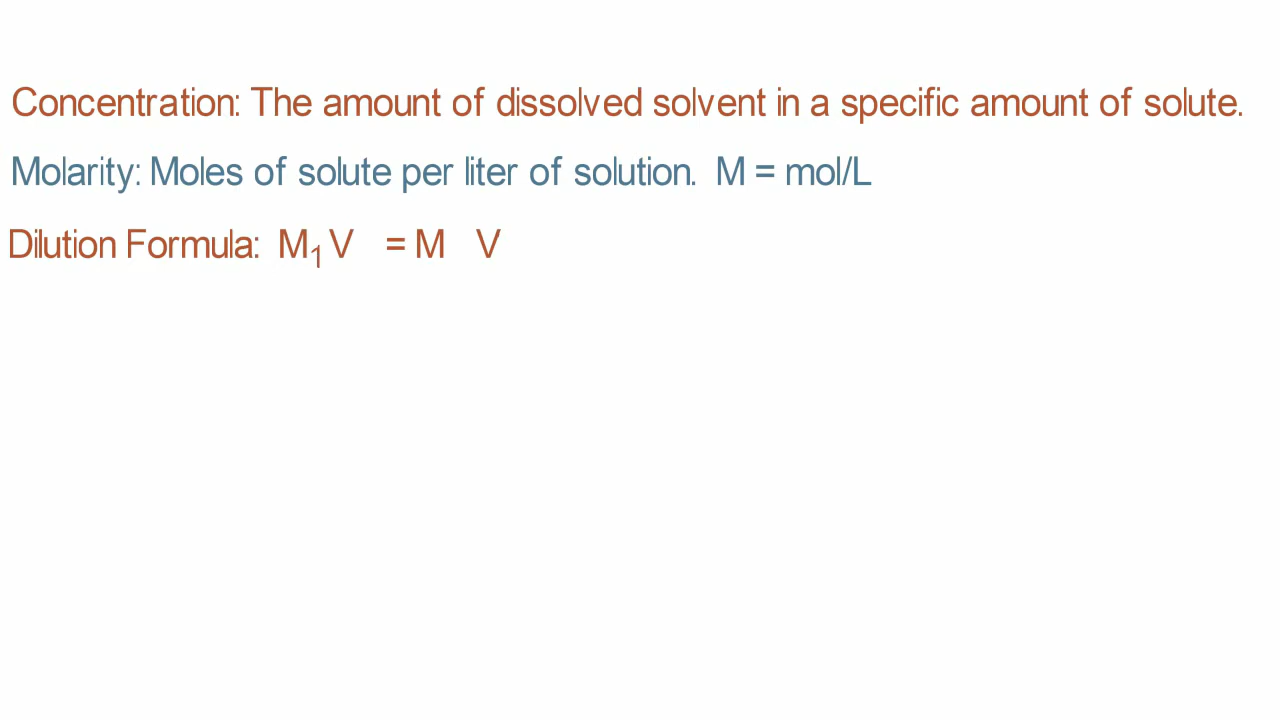 Concentration: The amount of dissolved solvent in a specific amount of solute.
Molarity: Moles of solute per liter of solution. M = mol/L
Dilution Formula: M₁ V = M V